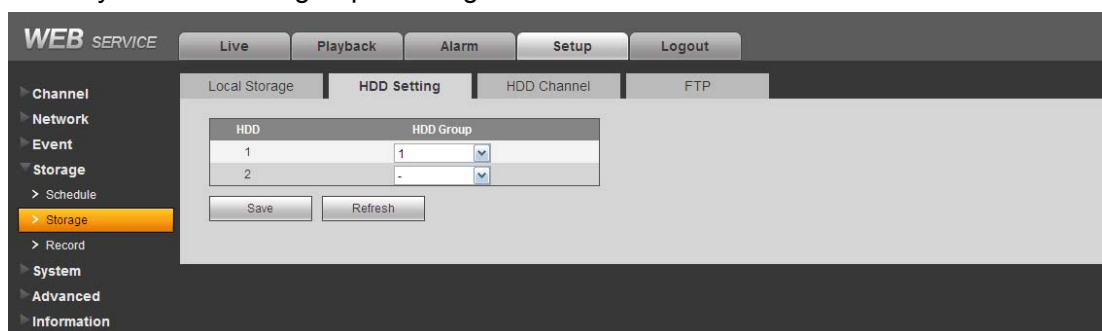 WEB SERVICE
Live Playback Alarm Setup Logout
Local Storage HDD Setting HDD Channel FTP
Channel
Network
Event
Storage
> Schedule
> Storage
> Record
System
Advanced
Information
HDD HDD Group
1 1
2 -
Save Refresh